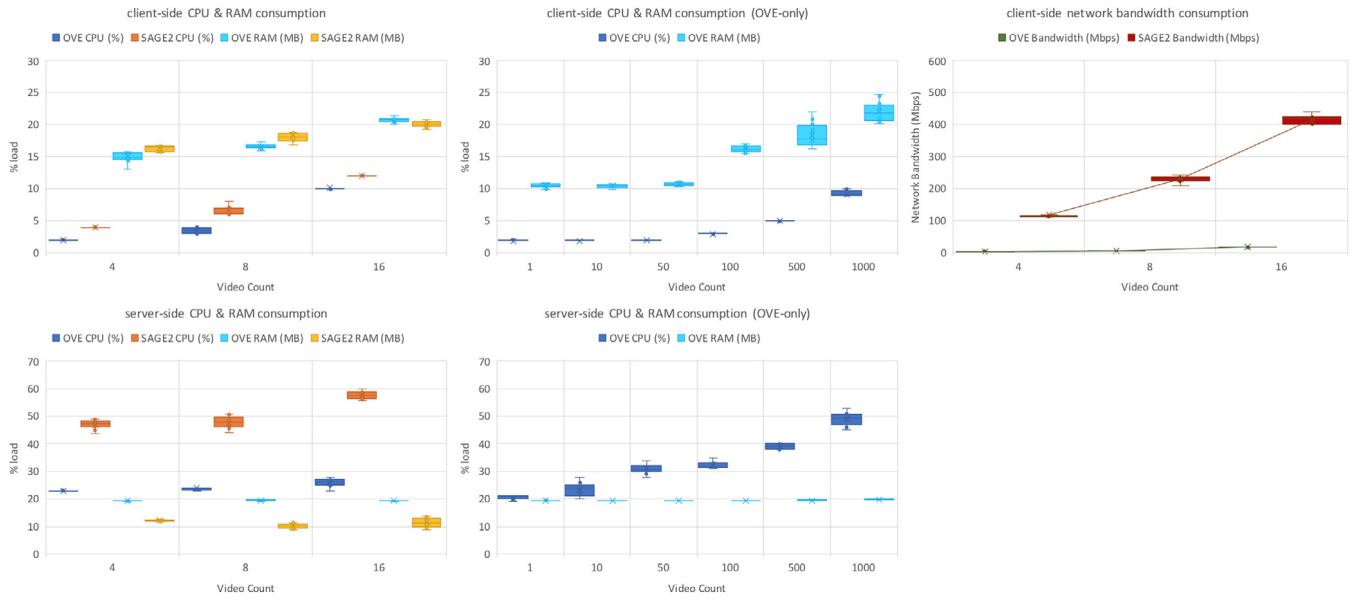 client-side CPU & RAM consumption
OVE CPU (%) SAGE2 CPU (%) OVE RAM (MB) SAGE2 RAM (MB)
30
25
20
15
10
5
0
% load
4 8 16
Video Count
client-side CPU & RAM consumption (OVE-only)
OVE CPU (%) OVE RAM (MB)
30
25
20
15
10
5
0
% load
1 10 50 100 500 1000
Video Count
client-side network bandwidth consumption
OVE Bandwidth (Mbps) SAGE2 Bandwidth (Mbps)
600
500
400
300
200
100
0
Network Bandwidth (Mbps)
4 8 16
Video Count
server-side CPU & RAM consumption
OVE CPU (%) SAGE2 CPU (%) OVE RAM (MB) SAGE2 RAM (MB)
70
60
50
40
30
20
10
0
% load
4 8 16
Video Count
server-side CPU & RAM consumption (OVE-only)
OVE CPU (%) OVE RAM (MB)
70
60
50
40
30
20
10
0
% load
1 10 50 100 500 1000
Video Count